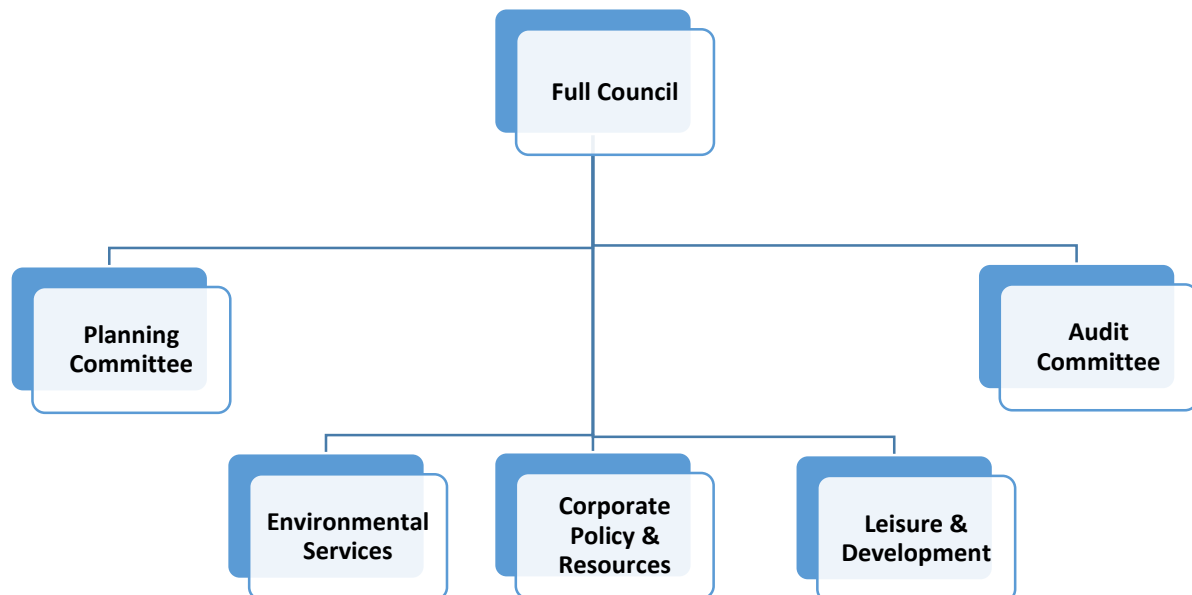 Full Council
Planning
Committee
Audit
Committee
Environmental
Services
Corporate
Policy &
Resources
Leisure &
Development